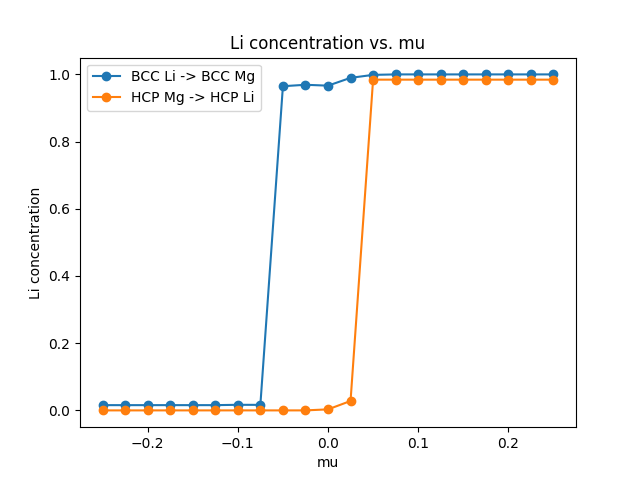 Li concentration vs. mu
BCC Li -> BCC Mg
HCP Mg -> HCP Li
1.0
0.8
0.6
0.4
0.2
0.0
Li concentration
−0.2
−0.1
0.0
0.1
0.2
mu